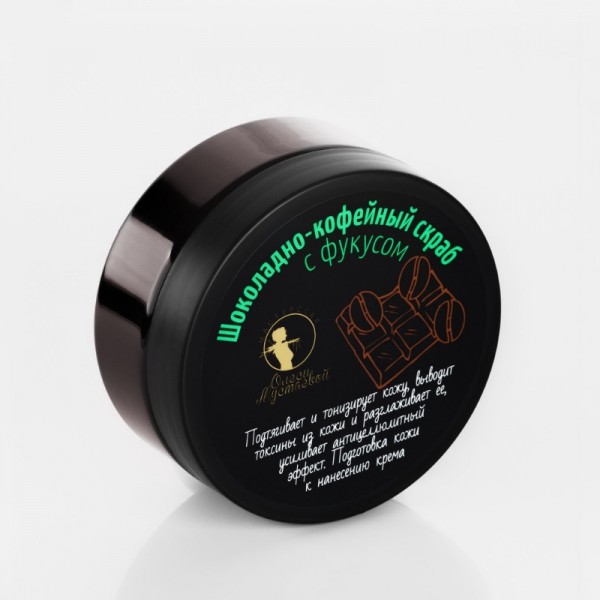 Шоколадно-кофейный скраб
с фукусом
Олеси
Мустаевой
Подтягивает и тонизирует кожу, выводит
токсины из кожи и разглаживает ее,
усиливает антицеллюлитный
эффект. Подготовка кожи
к нанесению крема